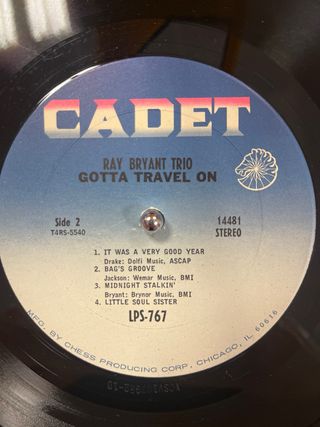 CADET
RAY BRYANT TRIO
GOTTA TRAVEL ON
Side 2
T4RS-5540
14481
STEREO
1. IT WAS A VERY GOOD YEAR
Drake: Dolfi Music, ASCAP
2. BAG'S GROOVE
Jackson: Wemar Music, BMI
3. MIDNIGHT STALKIN'
Bryant: Brynor Music, BMI
4. LITTLE SOUL SISTER
LPS-767
MFG. BY CHESS PRODUCING CORP., CHICAGO, IL 60616